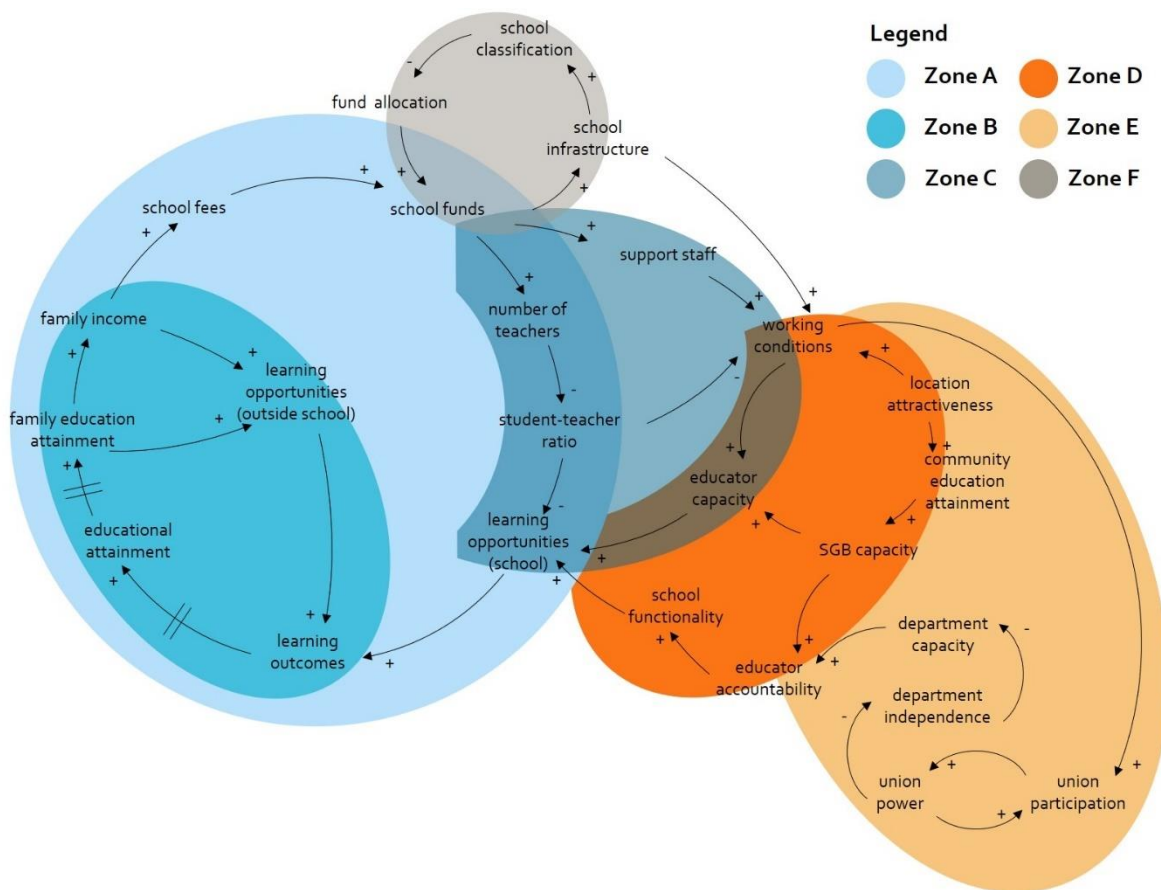 Legend
Zone A
Zone D
Zone B
Zone E
Zone C
Zone F
school
classification
-
+
fund allocation
school
infrastructure
+
+
+
+
school fees
school funds
+
+
support staff
+
+
+
family income
number of
teachers
working
conditions
+
+
learning
opportunities
(outside school)
+
-
-
location
attractiveness
family education
attainment
+
student-teacher
ratio
+
+
community
education
attainment
educator
capacity
+
educational
attainment
-
learning
opportunities
(school)
+
+
SGB capacity
+
+
+
+
school
functionality
+
+
learning
outcomes
+
educator
accountability
+
+
department
capacity
-
department
independence
-
union
power
+
+
union
participation
+